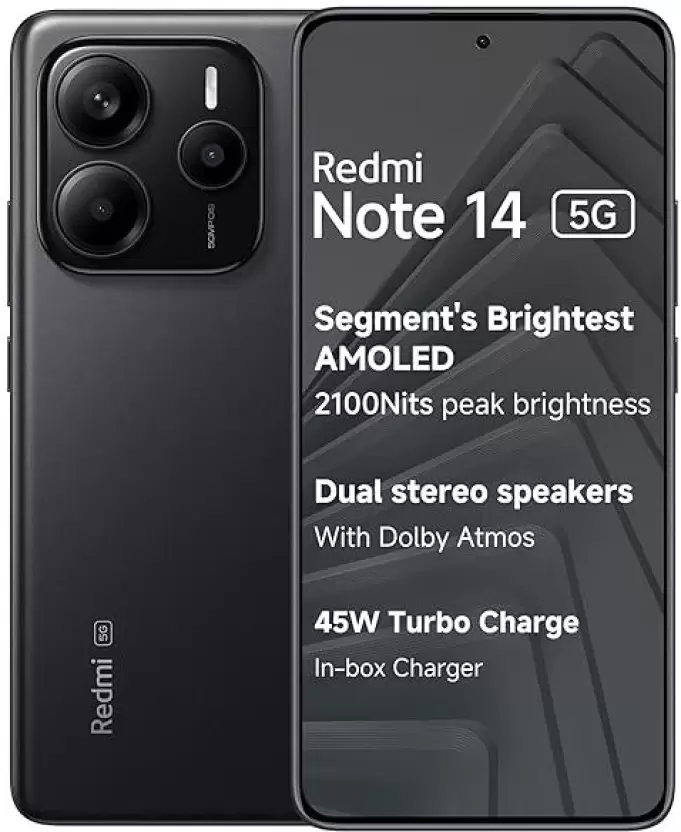 Redmi
Note 14 5G
Segment's Brightest
AMOLED
2100Nits peak brightness
Dual stereo speakers
With Dolby Atmos
45W Turbo Charge
In-box Charger
Redmi 5G